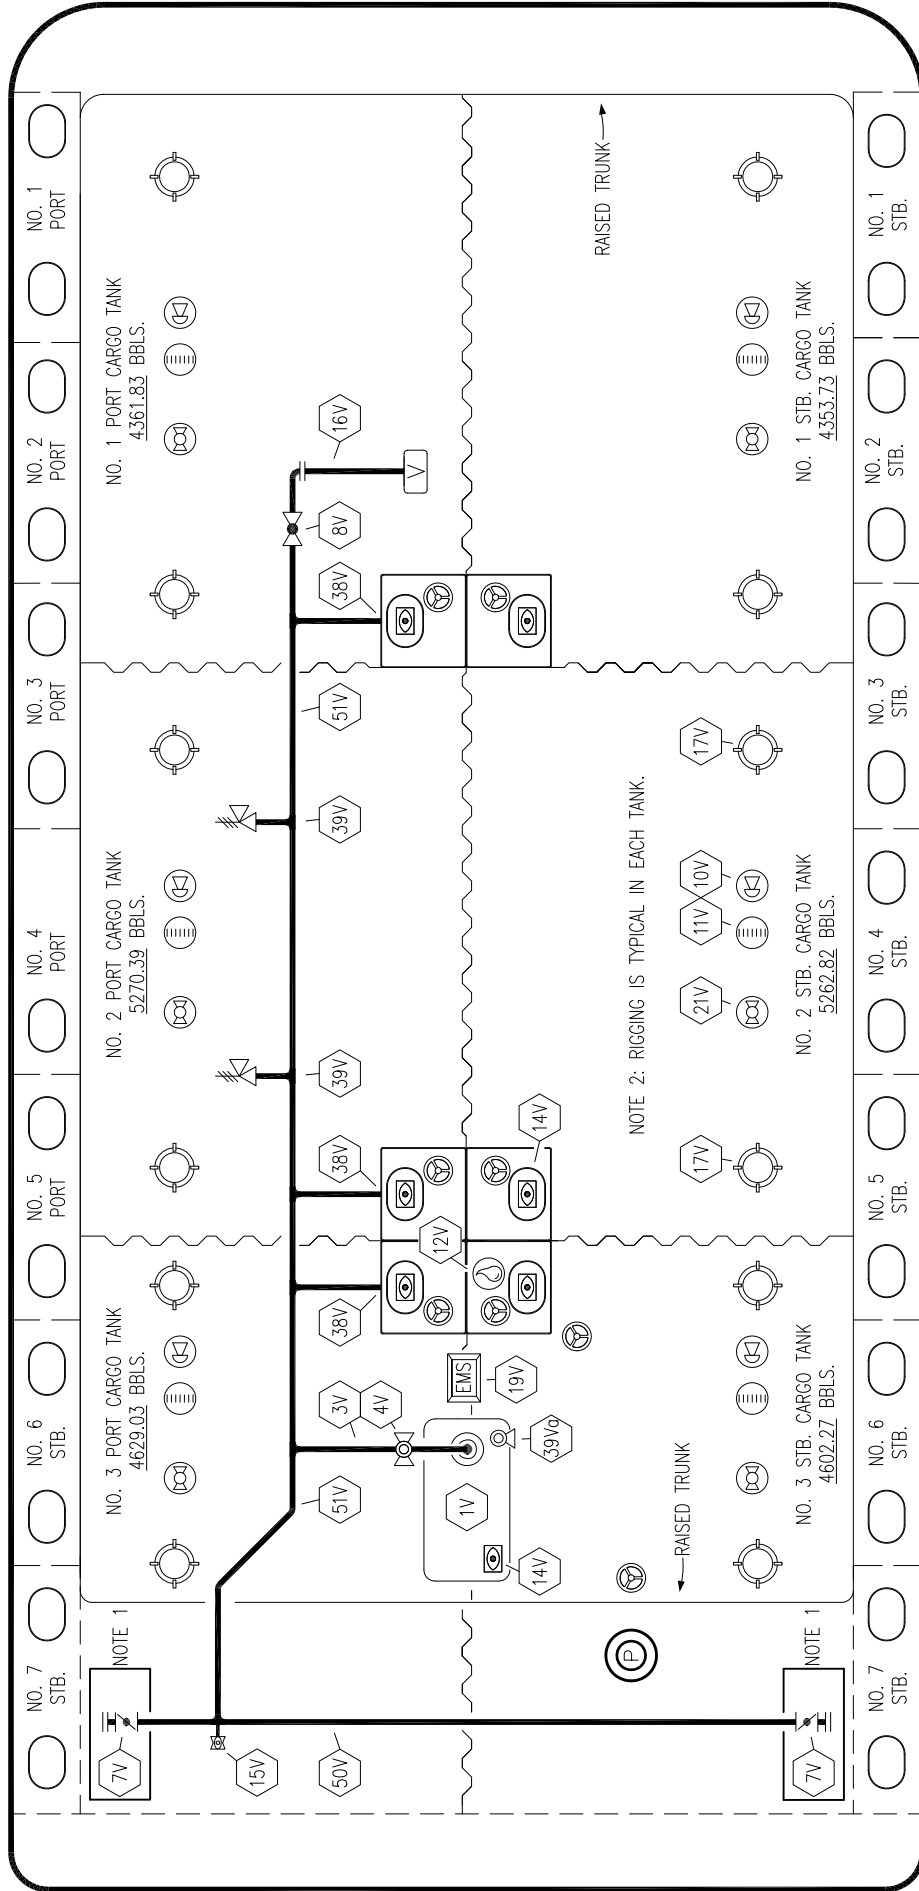 NO. 7
STB.
NO. 6
STB.
NO. 5
PORT
NO. 4
PORT
NO. 3
PORT
NO. 2
PORT
NO. 1
PORT
NOTE 1
7V
NO. 3 PORT CARGO TANK
4629.03 BBLS.
NO. 2 PORT CARGO TANK
5270.39 BBLS.
NO. 1 PORT CARGO TANK
4361.83 BBLS.
15V
50V
51V
3V
4V
38V
38V
39V
39V
51V
38V
8V
16V
V
1V
EMS
19V
12V
14V
39Va
14V
P
RAISED TRUNK
RAISED TRUNK
NOTE 2: RIGGING IS TYPICAL IN EACH TANK.
17V
21V
11V
10V
17V
NO. 3 STB. CARGO TANK
4602.27 BBLS.
NO. 2 STB. CARGO TANK
5262.82 BBLS.
NO. 1 STB. CARGO TANK
4353.73 BBLS.
7V
NOTE 1
NO. 7
STB.
NO. 6
STB.
NO. 5
STB.
NO. 4
STB.
NO. 3
STB.
NO. 2
STB.
NO. 1
STB.